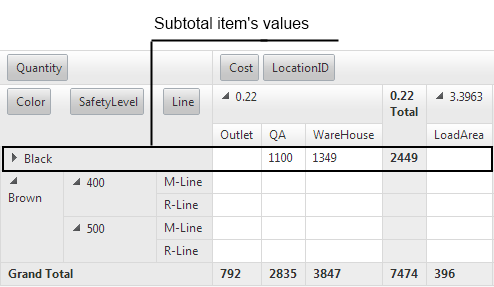 Subtotal item's values
Quantity Cost LocationID
Color SafetyLevel Line 0.22 0.22 Total 3.3963
Outlet QA WareHouse LoadArea
Black 1100 1349 2449
Brown 400 M-Line
R-Line
500 M-Line
R-Line
Grand Total 792 2835 3847 7474 396